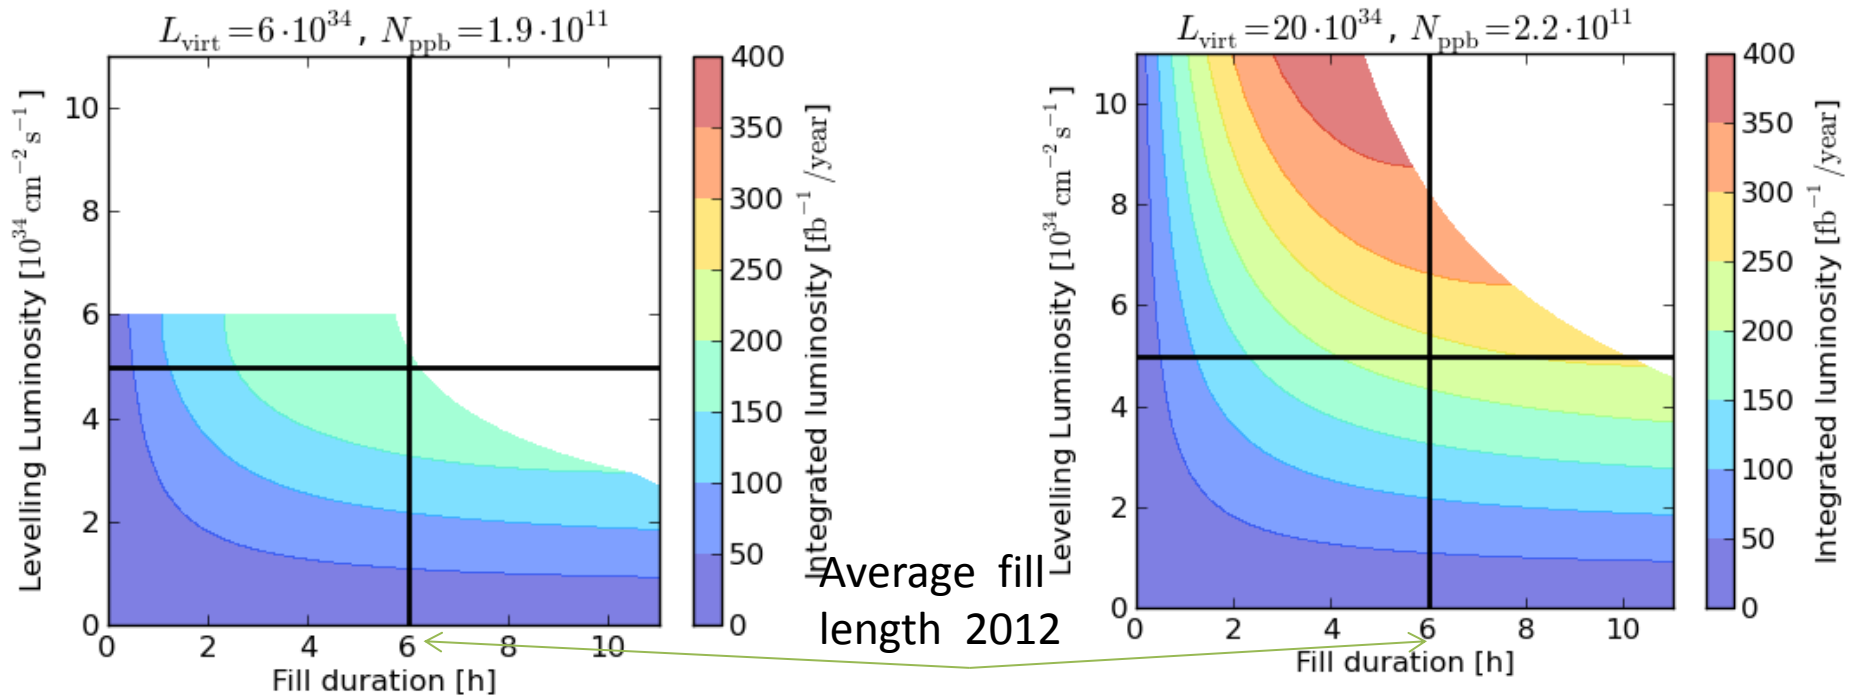 L_virt = 6·10^34, N_ppb = 1.9·10^11
Levelling Luminosity [10^34 cm^−2 s^−1]
10
8
6
4
2
0
0 2 4 6 8 10
Fill duration [h]
400
350
300
250
200
150
100
50
0
Integrated luminosity [fb^−1/year]
Average fill
length 2012
L_virt = 20·10^34, N_ppb = 2.2·10^11
Levelling Luminosity [10^34 cm^−2 s^−1]
10
8
6
4
2
0
0 2 4 6 8 10
Fill duration [h]
400
350
300
250
200
150
100
50
0
Integrated luminosity [fb^−1/year]